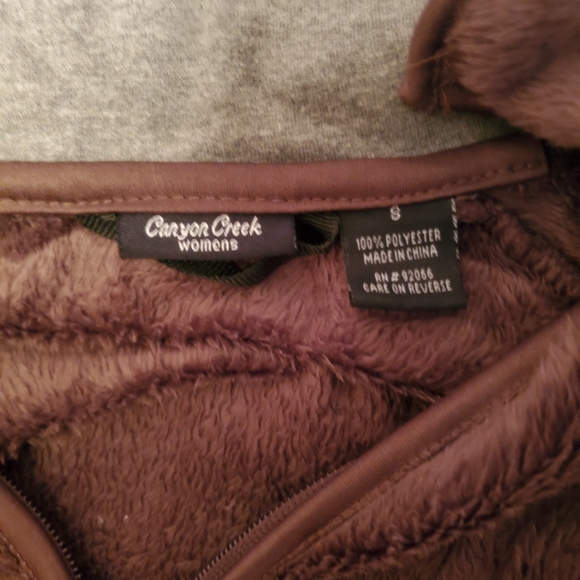 Canyon Creek
womens
S
100% POLYESTER
MADE IN CHINA
RN# 92066
CARE ON REVERSE